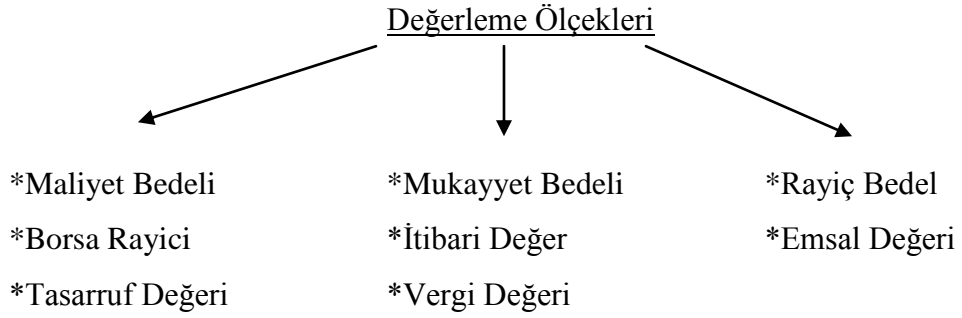 Değerleme Ölçekleri
*Maliyet Bedeli *Mukayyet Bedeli *Rayiç Bedel
*Borsa Rayici *İtibari Değer *Emsal Değeri
*Tasarruf Değeri *Vergi Değeri